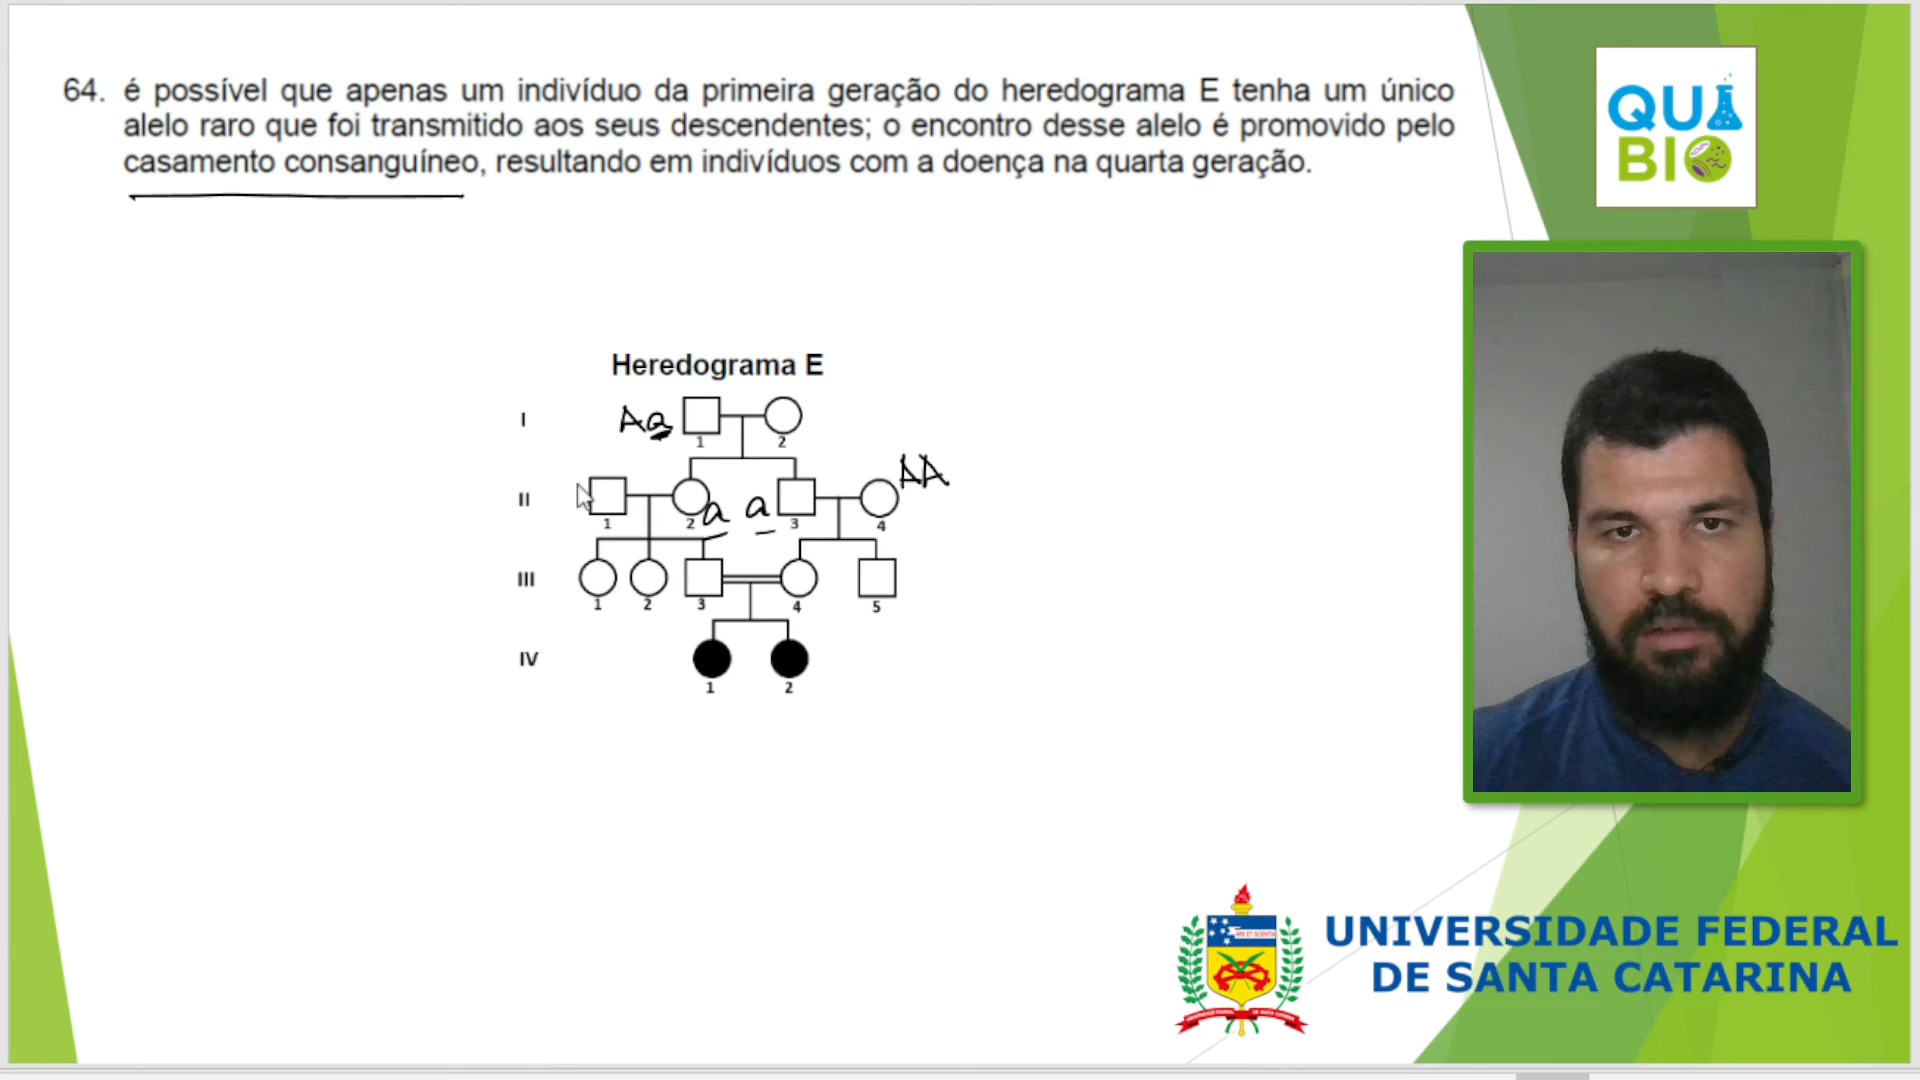 64. é possível que apenas um indivíduo da primeira geração do heredograma E tenha um único
alelo raro que foi transmitido aos seus descendentes; o encontro desse alelo é promovido pelo
casamento consanguíneo, resultando em indivíduos com a doença na quarta geração.
QUI
BIO
Heredograma E
I
Aa
1
2
AA
II
1
2
a
a
3
4
III
1
2
3
4
5
IV
1
2
UNIVERSIDADE FEDERAL
DE SANTA CATARINA